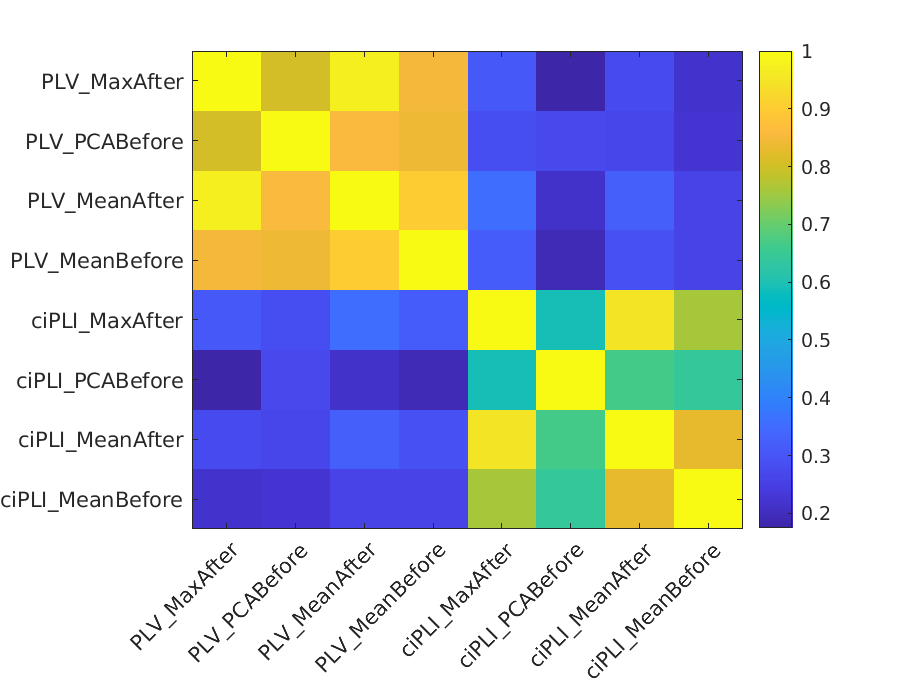 PLV_MaxAfter
PLV_PCABefore
PLV_MeanAfter
PLV_MeanBefore
ciPLI_MaxAfter
ciPLI_PCABefore
ciPLI_MeanAfter
ciPLI_MeanBefore
PLV_MaxAfter
PLV_PCABefore
PLV_MeanAfter
PLV_MeanBefore
ciPLI_MaxAfter
ciPLI_PCABefore
ciPLI_MeanAfter
ciPLI_MeanBefore
1
0.9
0.8
0.7
0.6
0.5
0.4
0.3
0.2